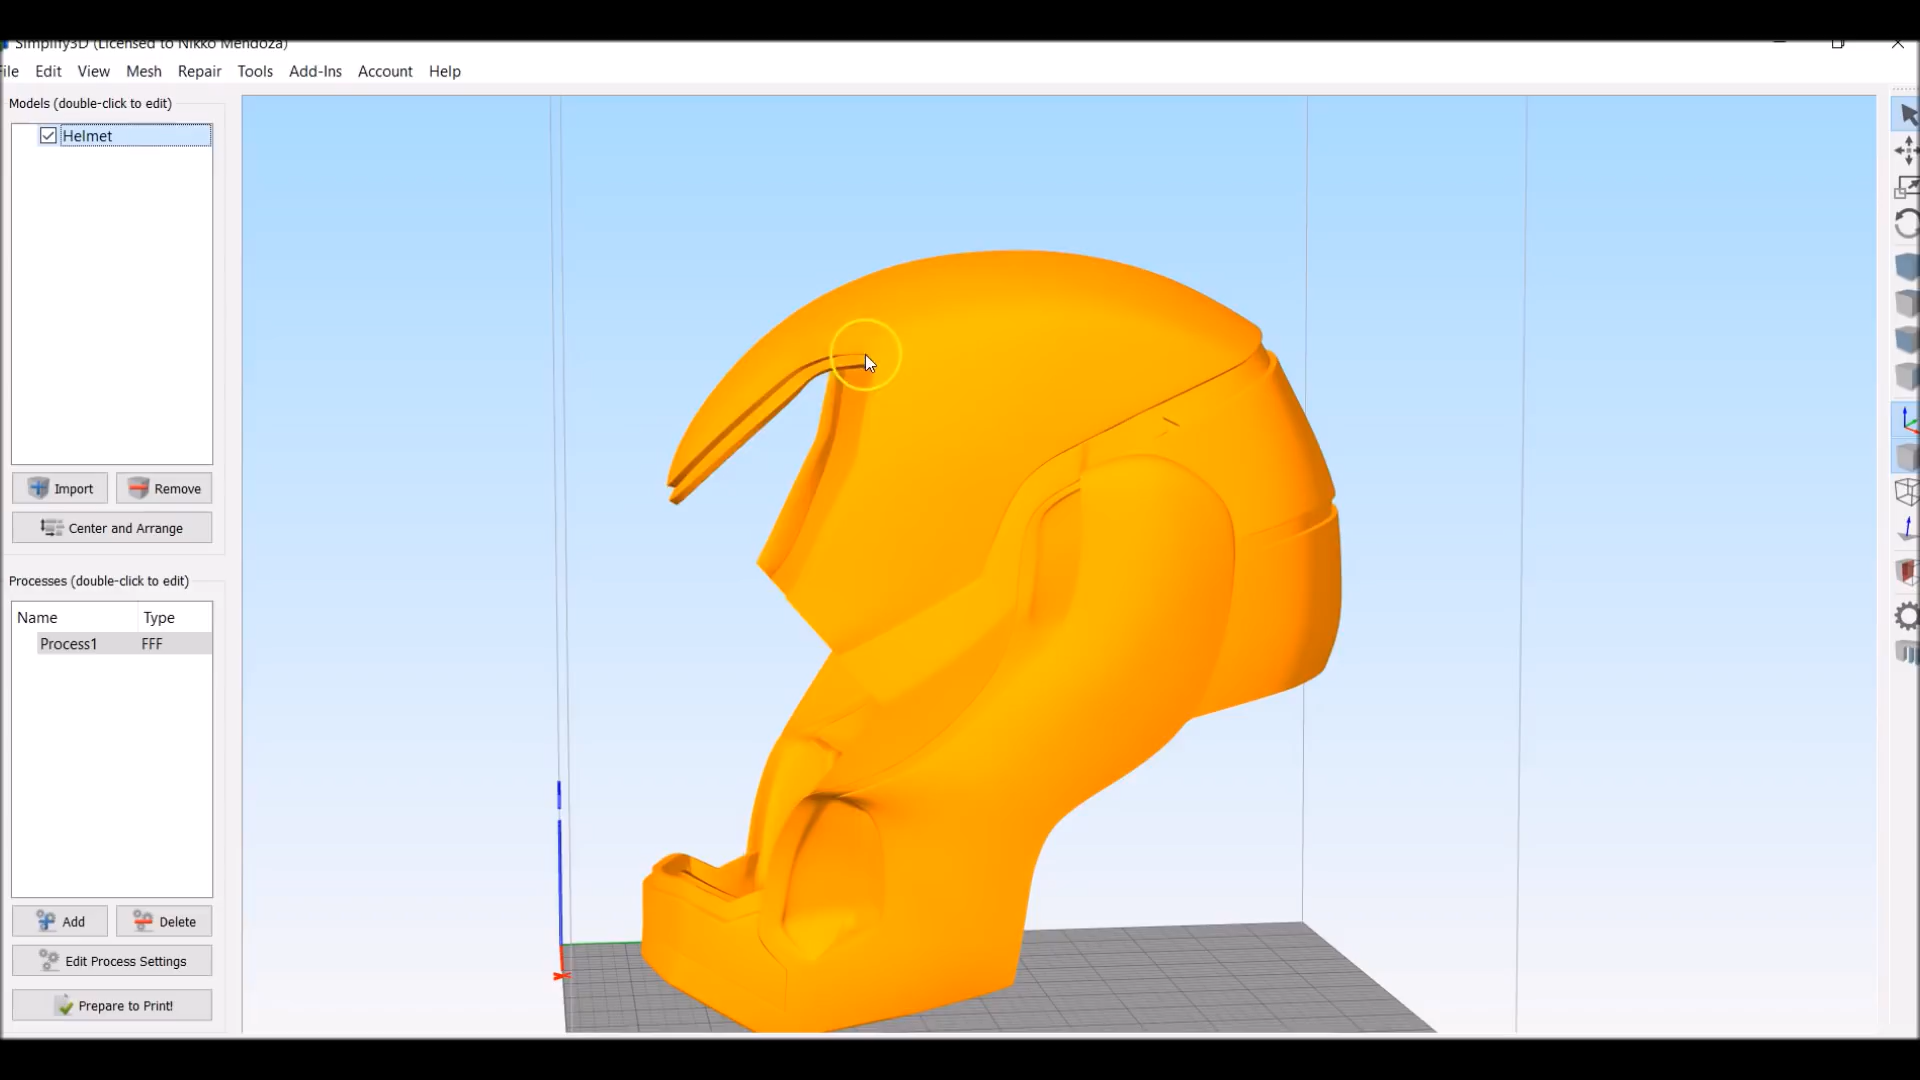 Simplify3D (Licensed to Nikko Mendoza)
File Edit View Mesh Repair Tools Add-Ins Account Help
Models (double-click to edit)
Helmet
Import Remove
Center and Arrange
Processes (double-click to edit)
Name Type
Process1 FFF
Add Delete
Edit Process Settings
Prepare to Print!